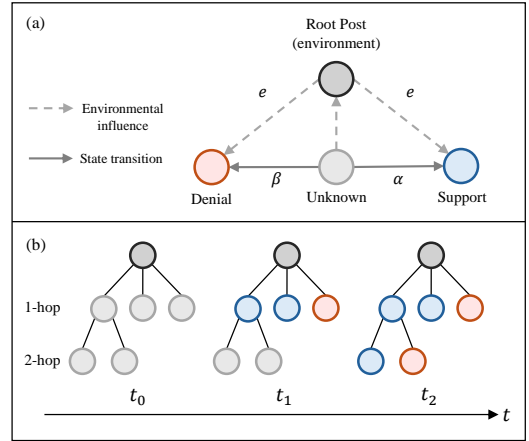 (a)
Root Post
(environment)
e
e
Environmental
influence
State transition
β
α
Denial
Unknown
Support
(b)
1-hop
2-hop
t0
t1
t2
t